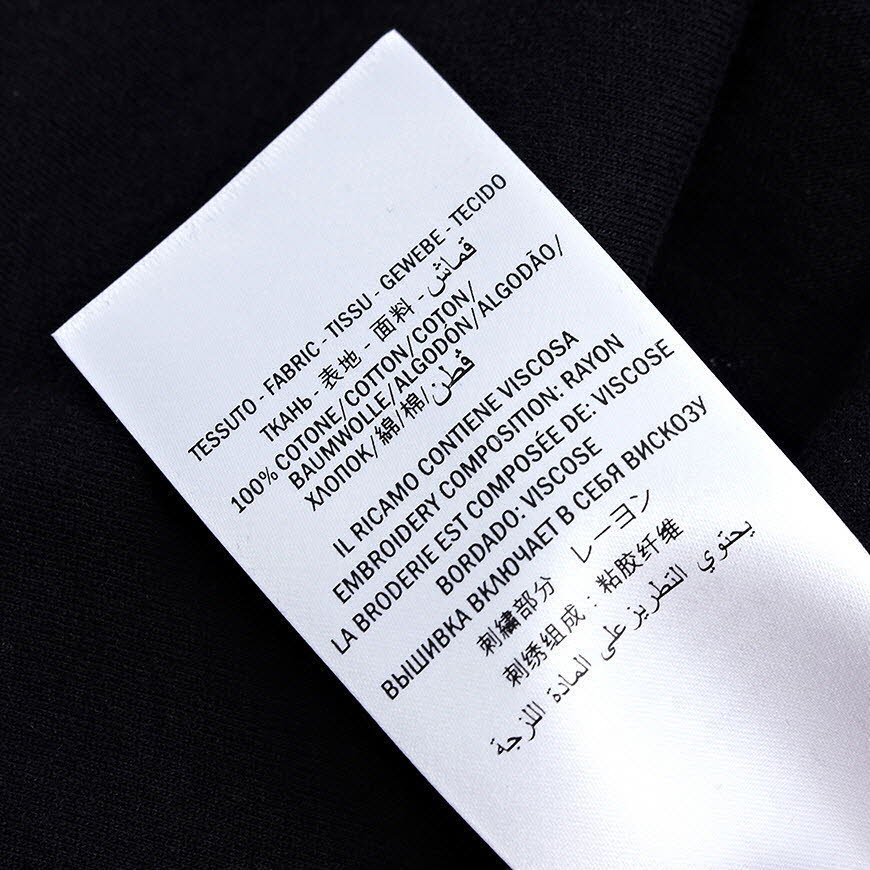 TESSUTO - FABRIC - TISSU - GEWEBE - TECIDO
ТКАНЬ - 表地 - 面料 - قماش
100% COTONE/COTTON/COTON/
BAUMWOLLE/ALGODÓN/ALGODÃO/
ХЛОПОК/綿/棉/قطن
IL RICAMO CONTIENE VISCOSA
EMBROIDERY COMPOSITION: RAYON
LA BRODERIE EST COMPOSÉE DE: VISCOSE
BORDADO: VISCOSE
ВЫШИВКА ВКЛЮЧАЕТ В СЕБЯ ВИСКОЗУ
刺繍部分 レーヨン
刺绣组成：粘胶纤维
يحتوي التطريز على المادة اللزجة